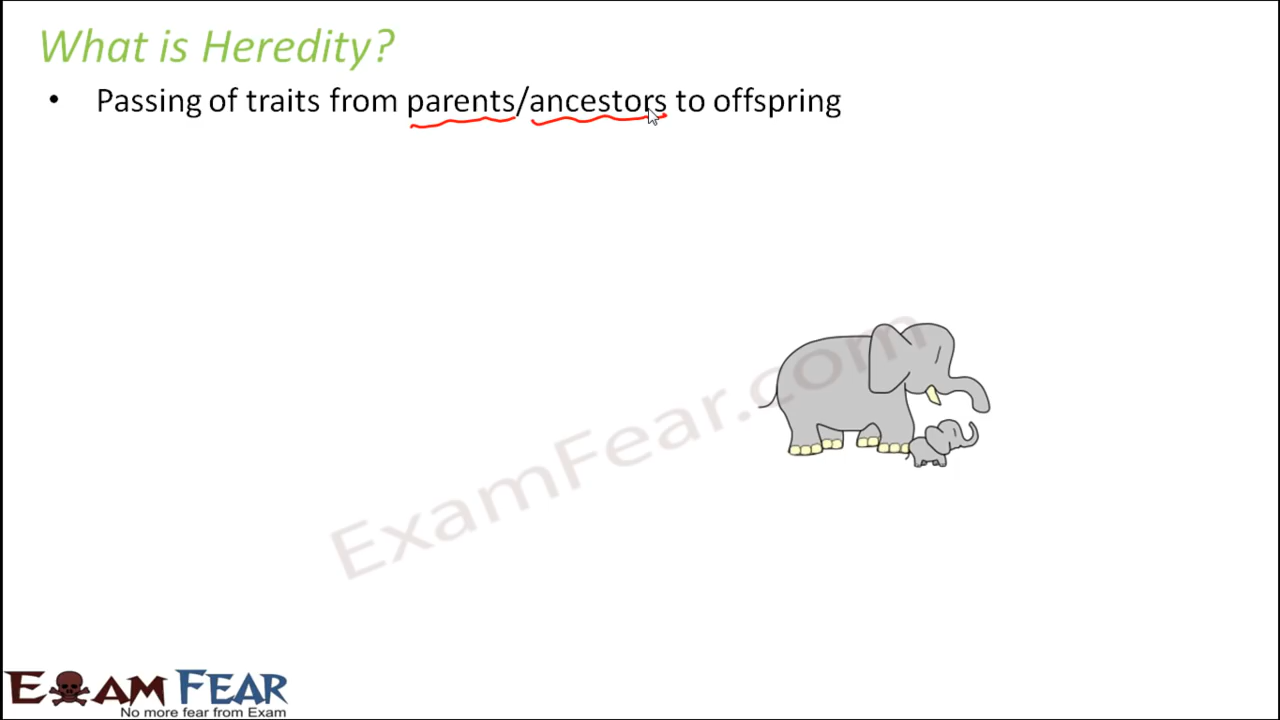 What is Heredity?
• Passing of traits from parents/ancestors to offspring
ExamFear.com
EXAM FEAR
No more fear from Exam